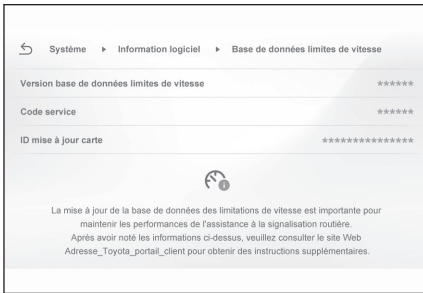 Système ▸ Information logiciel ▸ Base de données limites de vitesse
Version base de données limites de vitesse ******
Code service ******
ID mise à jour carte ***************
La mise à jour de la base de données des limitations de vitesse est importante pour
maintenir les performances de l'assistance à la signalisation routière.
Après avoir noté les informations ci-dessus, veuillez consulter le site Web
Adresse_Toyota_portail_client pour obtenir des instructions supplémentaires.